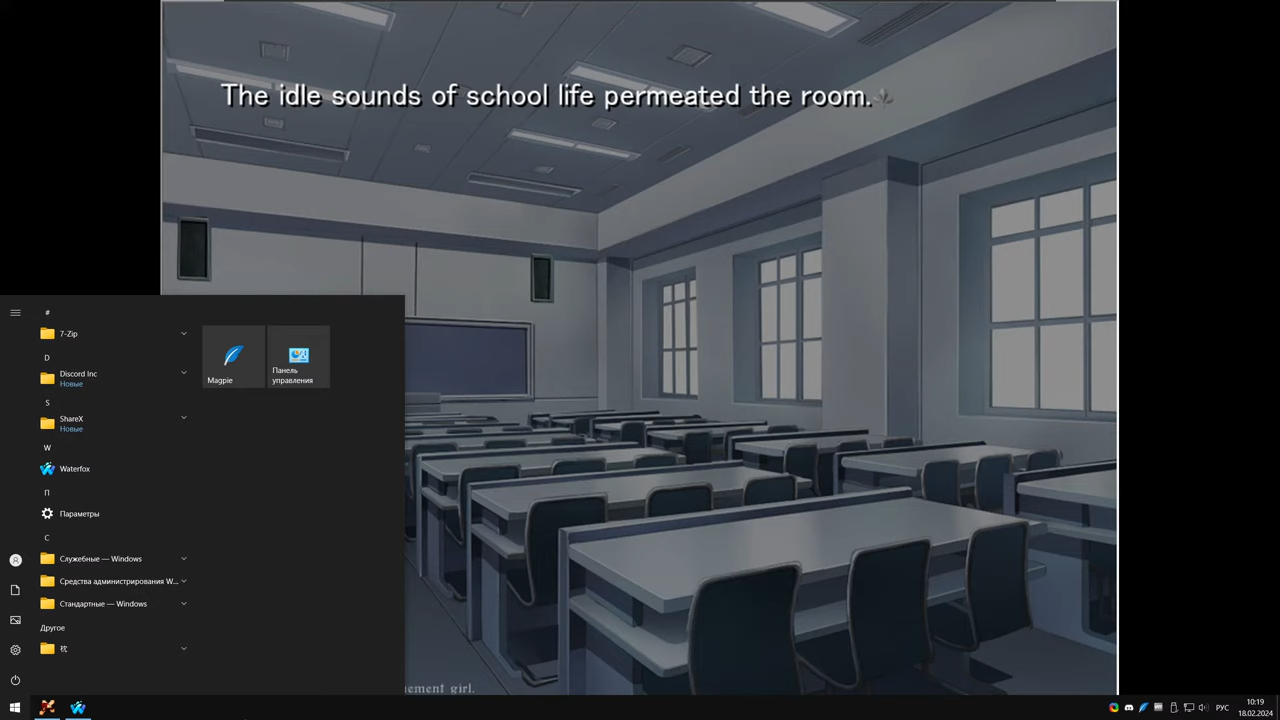 The idle sounds of school life permeated the room.
#
7-Zip
D
Discord Inc
Новые
S
ShareX
Новые
W
Waterfox
П
Параметры
С
Служебные — Windows
Средства администрирования W...
Стандартные — Windows
Другое
枕
Magpie
Панель
управления
ement girl.
РУС
10:19
18.02.2024